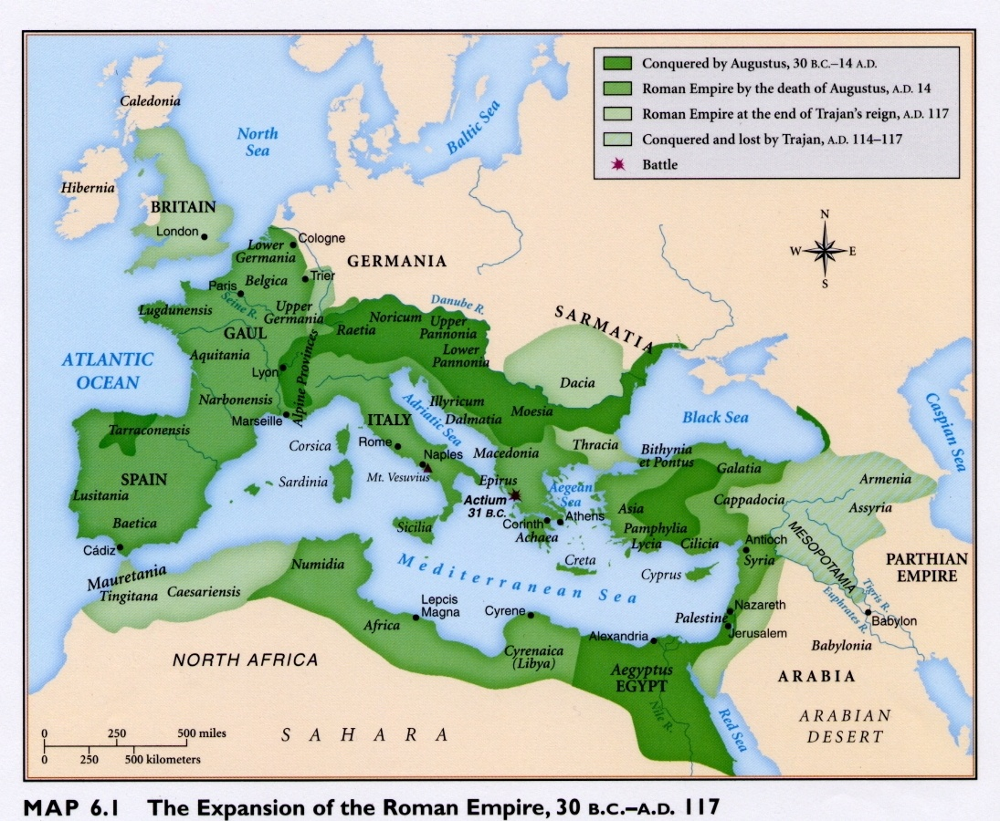 Conquered by Augustus, 30 B.C.–14 A.D.
Roman Empire by the death of Augustus, A.D. 14
Roman Empire at the end of Trajan's reign, A.D. 117
Conquered and lost by Trajan, A.D. 114–117
Battle
Caledonia
North
Sea
Baltic Sea
Hibernia
BRITAIN
London
N
W
E
S
Cologne
Lower
Germania
GERMANIA
Belgica
Trier
Paris
Seine R.
Lugdunensis
Upper
Germania
Danube R.
Noricum
Raetia
Upper
Pannonia
Lower
Pannonia
SARMATIA
GAUL
Aquitania
Lyon
Alpine Provinces
ATLANTIC
OCEAN
Dacia
Narbonensis
Marseille
Adriatic Sea
Illyricum
Dalmatia
Moesia
Black Sea
Caspian Sea
Tarraconensis
ITALY
Corsica
Rome
Naples
Macedonia
Thracia
Bithynia
et Pontus
Galatia
SPAIN
Sardinia
Mt. Vesuvius
Epirus
Aegean
Sea
Armenia
Lusitania
Actium
31 B.C.
Asia
Cappadocia
Assyria
Baetica
Sicilia
Corinth
Athens
Achaea
Pamphylia
Lycia
Cilicia
Antioch
Syria
MESOPOTAMIA
PARTHIAN
EMPIRE
Cádiz
Creta
Cyprus
Mauretania
Tingitana
Caesariensis
Numidia
Mediterranean Sea
Tigris R.
Euphrates R.
Lepcis
Magna
Cyrene
Nazareth
Palestine
Jerusalem
Babylon
Africa
Alexandria
Babylonia
Cyrenaica
(Libya)
Aegyptus
EGYPT
NORTH AFRICA
ARABIA
Nile R.
Red Sea
ARABIAN
DESERT
SAHARA
0 250 500 miles
0 250 500 kilometers
MAP 6.1 The Expansion of the Roman Empire, 30 B.C.–A.D. 117